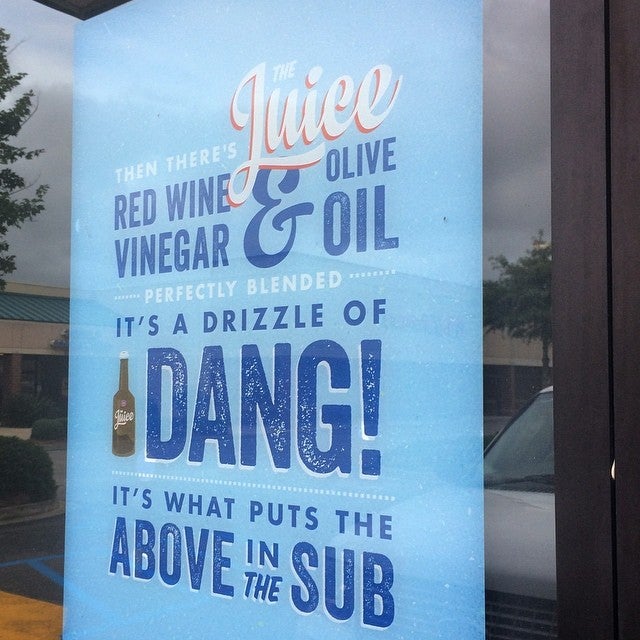 THEN THERE'S THE Juice
RED WINE VINEGAR & OLIVE OIL
PERFECTLY BLENDED
IT'S A DRIZZLE OF
DANG!
Juice
IT'S WHAT PUTS THE
ABOVE IN THE SUB